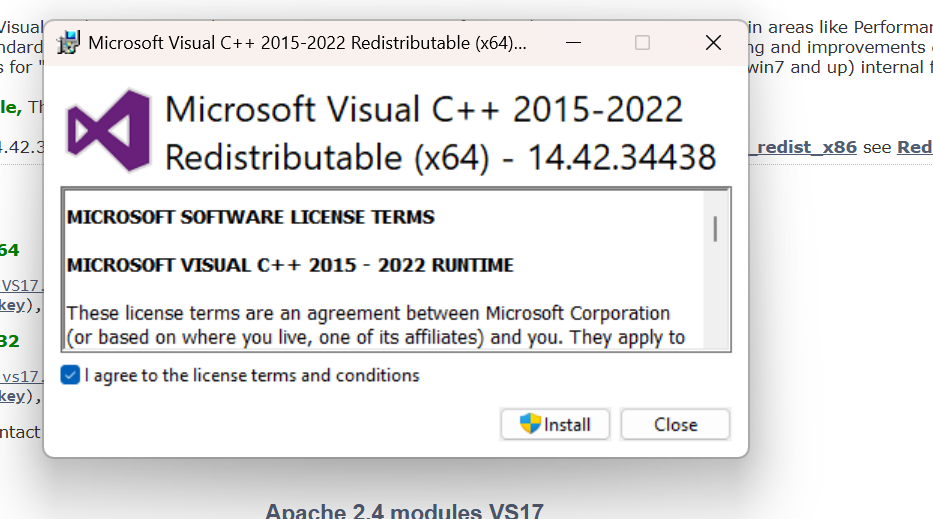 Visual
in areas like Performan
ndard
ng and improvements
s for "
win7 and up) internal f
Microsoft Visual C++ 2015-2022 Redistributable (x64)...
Microsoft Visual C++ 2015-2022
Redistributable (x64) - 14.42.34438
le, Th
4.42.3
_redist_x86 see Red
MICROSOFT SOFTWARE LICENSE TERMS
MICROSOFT VISUAL C++ 2015 - 2022 RUNTIME
These license terms are an agreement between Microsoft Corporation
(or based on where you live, one of its affiliates) and you. They apply to
64
VS17.
key),
32
vs17.
key),
I agree to the license terms and conditions
Install
Close
ntact
Apache 2.4 modules VS17